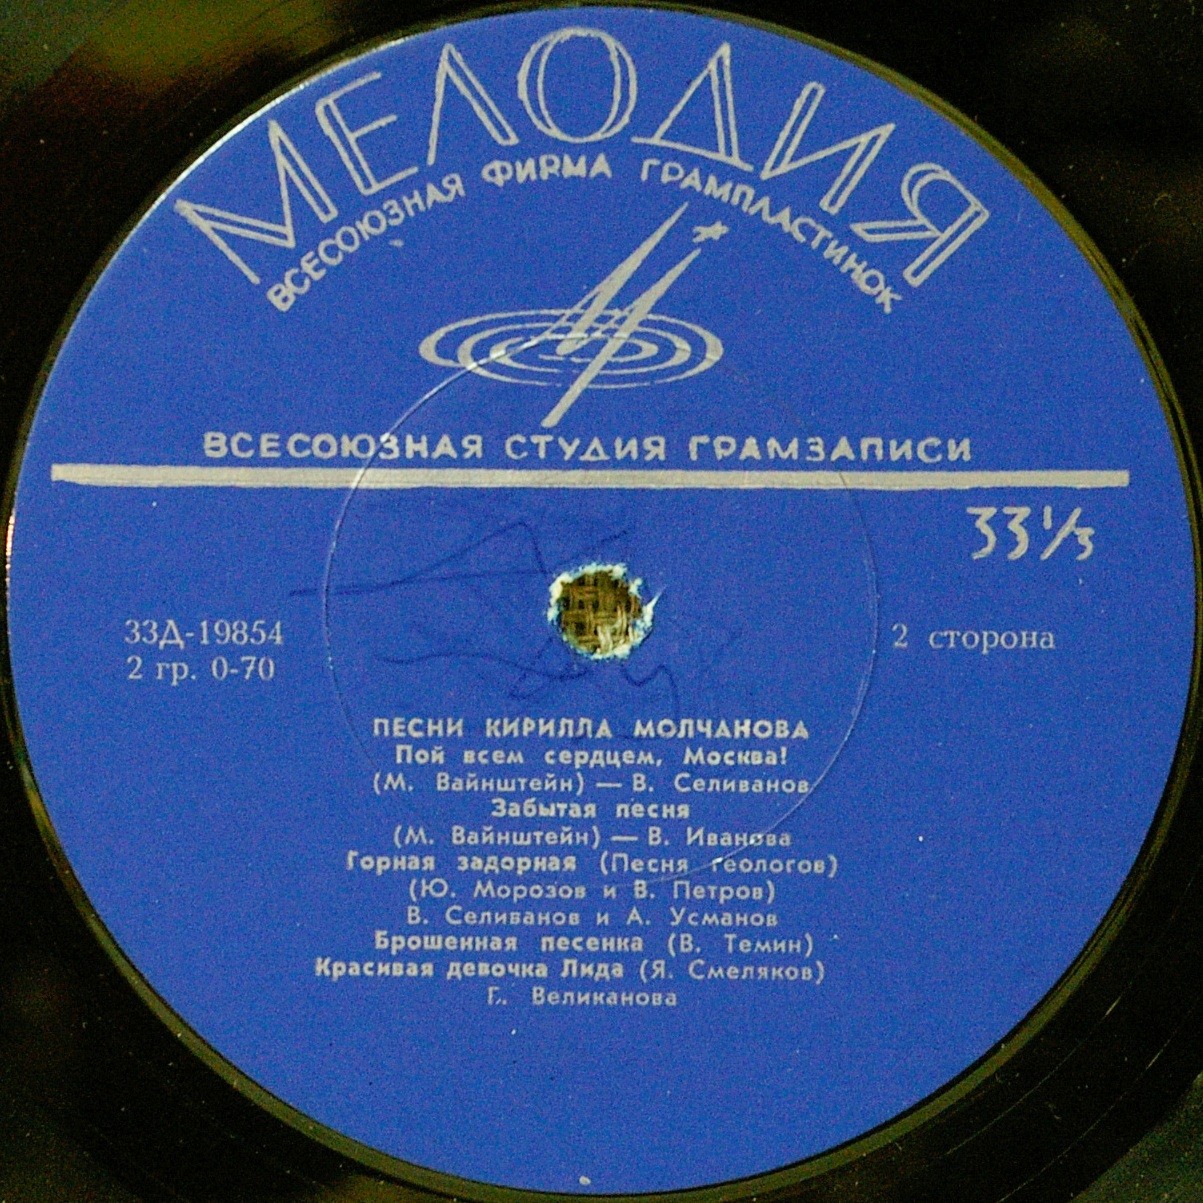 МЕЛОДИЯ
ВСЕСОЮЗНАЯ ФИРМА ГРАМПЛАСТИНОК
ВСЕСОЮЗНАЯ СТУДИЯ ГРАМЗАПИСИ
33 1/3
33Д-19854
2 гр. 0-70
2 сторона
ПЕСНИ КИРИЛЛА МОЛЧАНОВА
Пой всем сердцем, Москва!
(М. Вайнштейн) — В. Селиванов
Забытая песня
(М. Вайнштейн) — В. Иванова
Горная задорная (Песня геологов)
(Ю. Морозов и В. Петров)
В. Селиванов и А. Усманов
Брошенная песенка (В. Темин)
Красивая девочка Лида (Я. Смеляков)
Г. Великанова